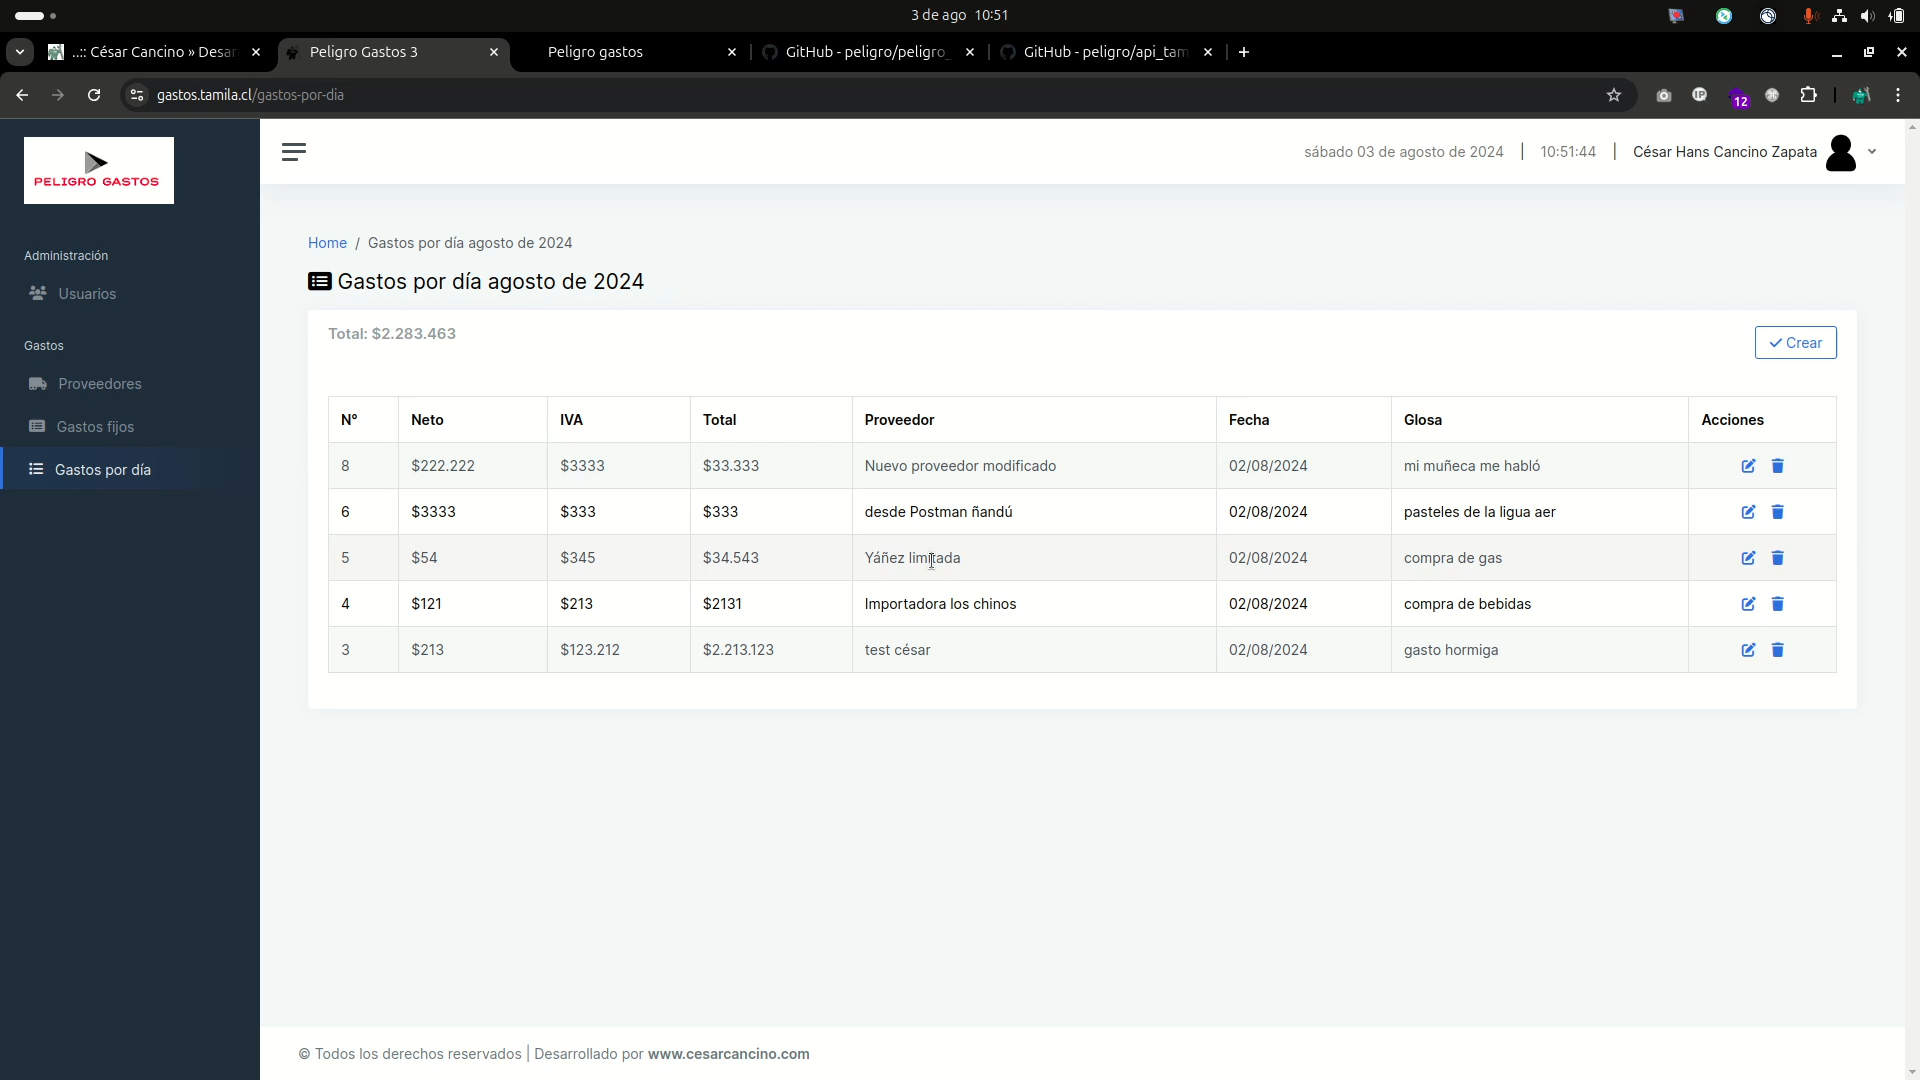 3 de ago 10:51
..:: César Cancino » Desar
Peligro Gastos 3
Peligro gastos
GitHub - peligro/peligro_
GitHub - peligro/api_tam
gastos.tamila.cl/gastos-por-dia
12
PELIGRO GASTOS
sábado 03 de agosto de 2024 | 10:51:44 | César Hans Cancino Zapata
Administración
Usuarios
Gastos
Proveedores
Gastos fijos
Gastos por día
Home / Gastos por día agosto de 2024
Gastos por día agosto de 2024
Total: $2.283.463
Crear
N° Neto IVA Total Proveedor Fecha Glosa Acciones
8 $222.222 $3333 $33.333 Nuevo proveedor modificado 02/08/2024 mi muñeca me habló
6 $3333 $333 $333 desde Postman ñandú 02/08/2024 pasteles de la ligua aer
5 $54 $345 $34.543 Yáñez limitada 02/08/2024 compra de gas
4 $121 $213 $2131 Importadora los chinos 02/08/2024 compra de bebidas
3 $213 $123.212 $2.213.123 test césar 02/08/2024 gasto hormiga
© Todos los derechos reservados | Desarrollado por www.cesarcancino.com